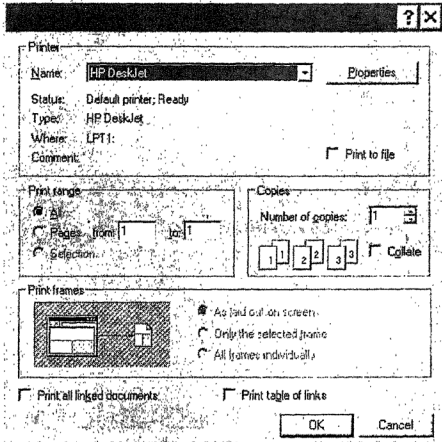 ? ×
Printer
Name: HP DeskJet Properties
Status: Default printer; Ready
Type: HP DeskJet
Where: LPT1:
Comment: Print to file
Print range Copies
All Number of copies: 1
Pages from: 1 to: 1
Selection 1 1 2 2 3 3 Collate
Print frames
As laid out on screen
Only the selected frame
All frames individually
Print all linked documents Print table of links
OK Cancel